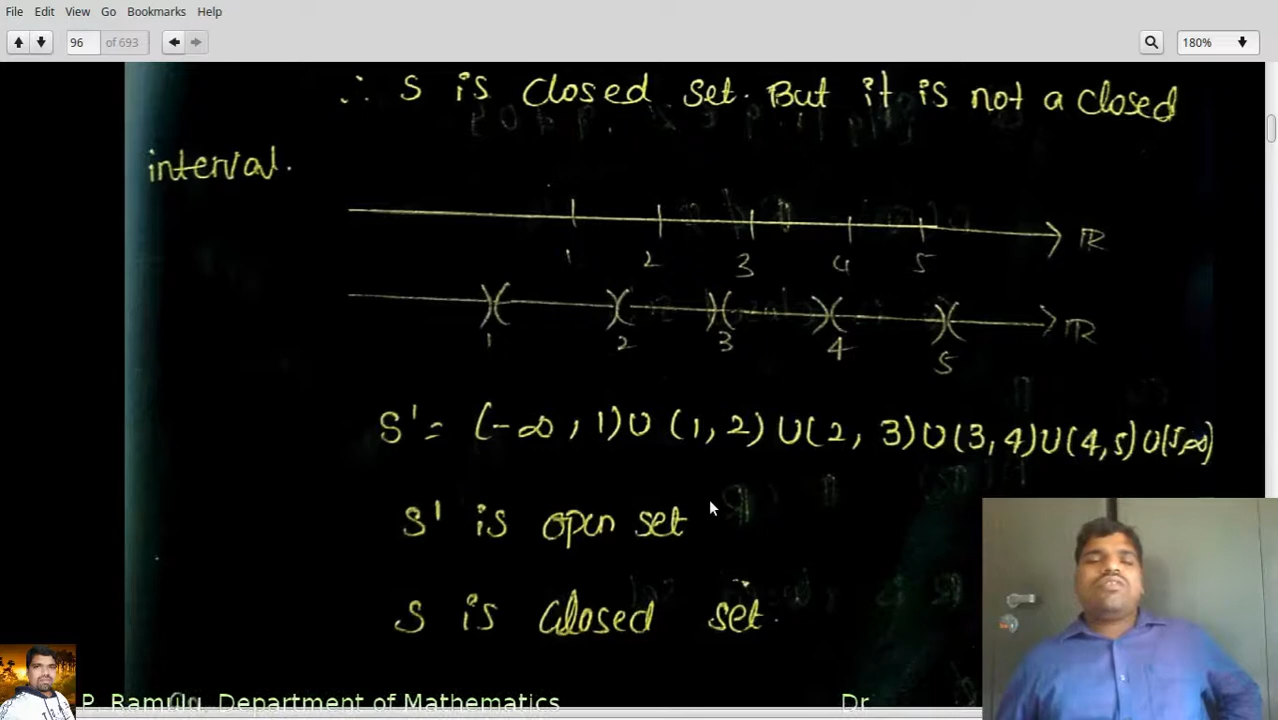 File Edit View Go Bookmarks Help
96 of 693 180%
∴ S is closed set. But it is not a closed
interval.
1 2 3 4 5 ℝ
)( )( )( )( )( ℝ
1 2 3 4 5
S' = (-∞, 1) ∪ (1, 2) ∪ (2, 3) ∪ (3, 4) ∪ (4, 5) ∪ (5, ∞)
S' is open set
S is closed set.
P. Ramulu, Department of Mathematics Dr